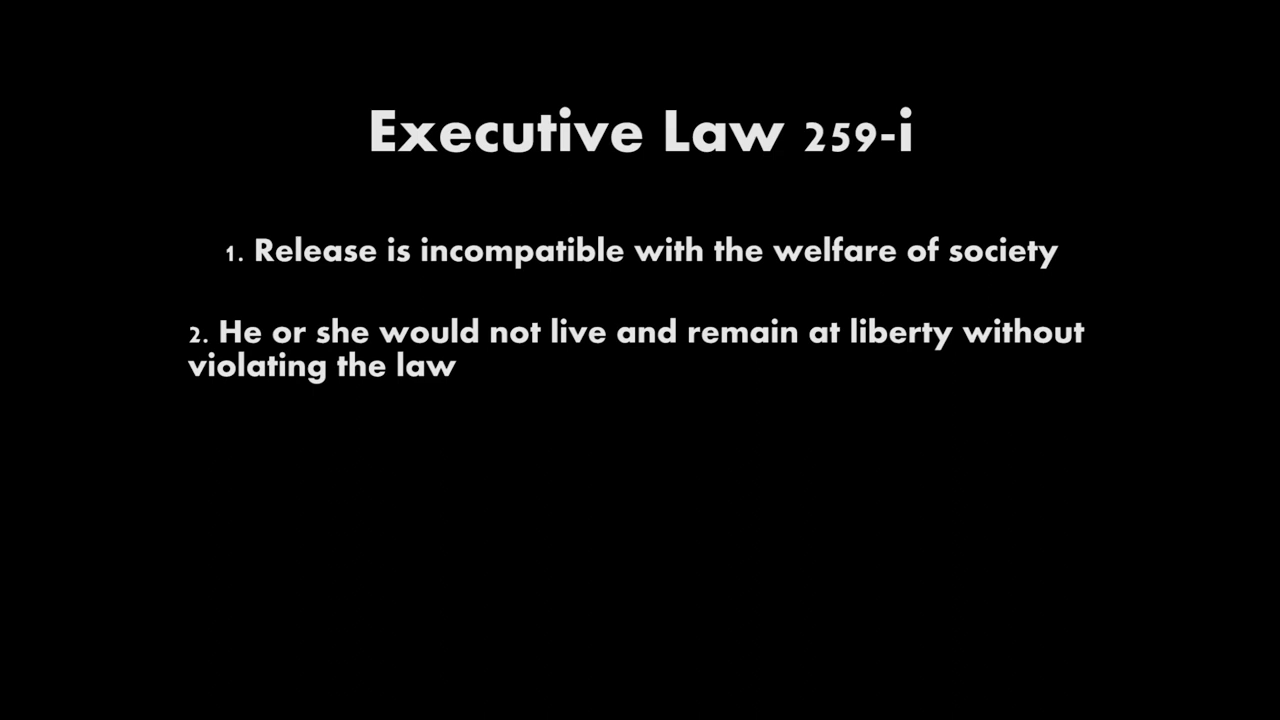 Executive Law 259-i
1. Release is incompatible with the welfare of society
2. He or she would not live and remain at liberty without
violating the law